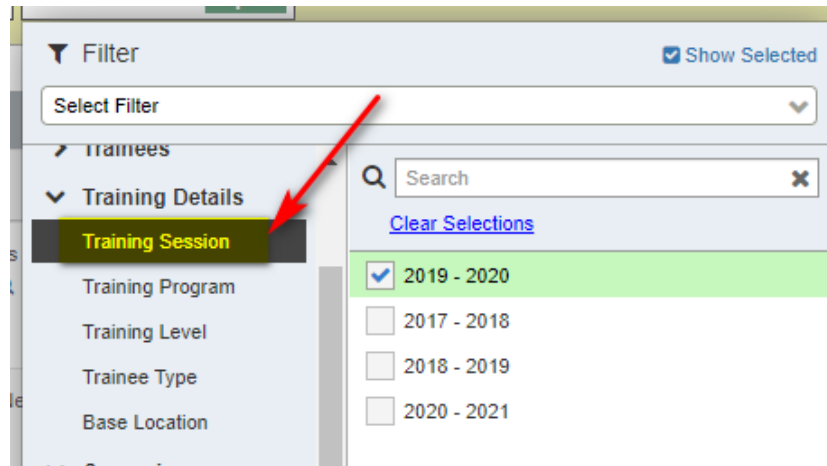 Filter
Show Selected
Select Filter
Trainees
Training Details
Training Session
Training Program
Training Level
Trainee Type
Base Location
Search
Clear Selections
2019 - 2020
2017 - 2018
2018 - 2019
2020 - 2021